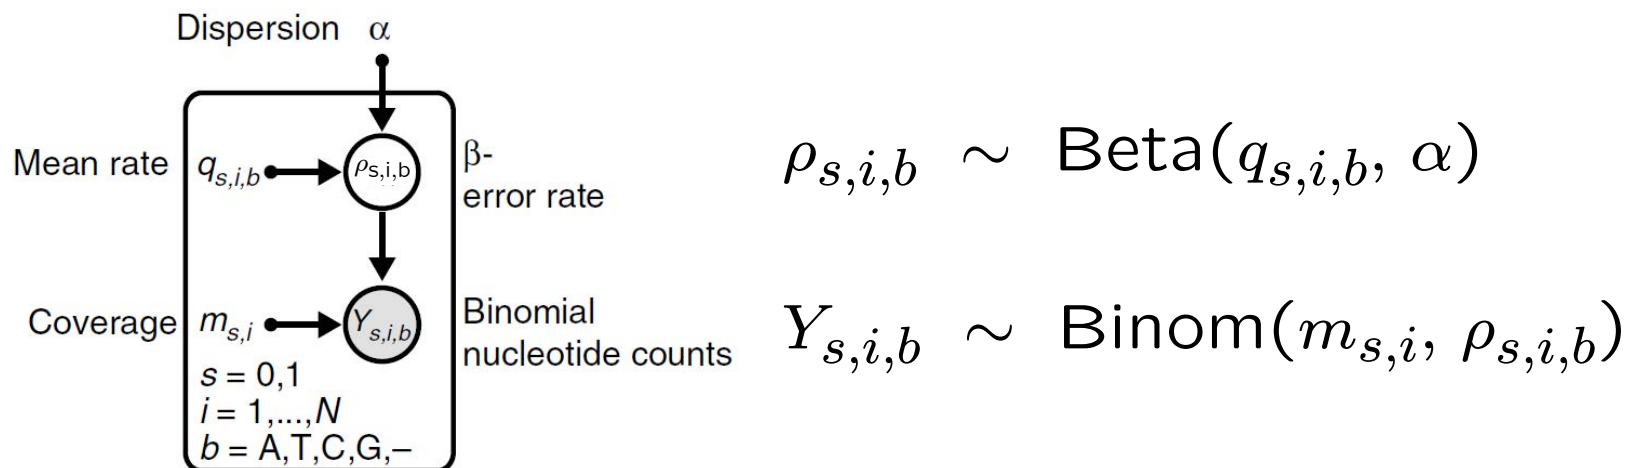 Dispersion α
Mean rate q_{s,i,b} ρ_{s,i,b} β-
error rate
Coverage m_{s,i} Y_{s,i,b} Binomial
nucleotide counts
s = 0,1
i = 1,...,N
b = A,T,C,G,–
ρ_{s,i,b} ~ Beta(q_{s,i,b}, α)
Y_{s,i,b} ~ Binom(m_{s,i}, ρ_{s,i,b})